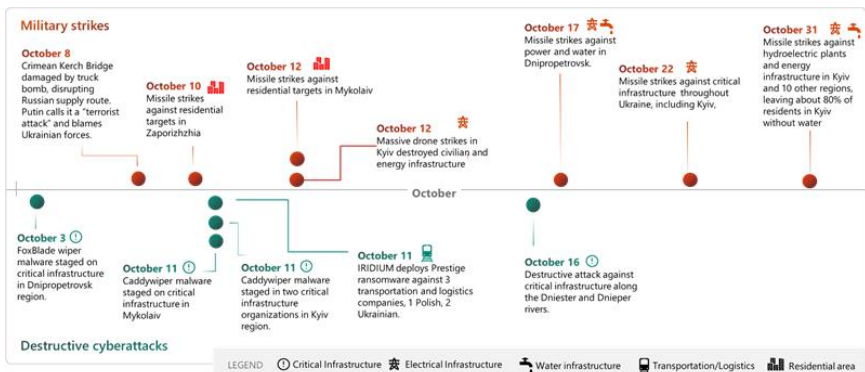 Military strikes
October 8
Crimean Kerch Bridge
damaged by truck
bomb, disrupting
Russian supply route.
Putin calls it a "terrorist
attack" and blames
Ukrainian forces.
October 10
Missile strikes
against residential
targets in
Zaporizhzhia
October 12
Missile strikes against
residential targets in Mykolaiv
October 12
Massive drone strikes in
Kyiv destroyed civilian and
energy infrastructure
October 17
Missile strikes against
power and water in
Dnipropetrovsk.
October 22
Missile strikes against critical
infrastructure throughout
Ukraine, including Kyiv,
October 31
Missile strikes against
hydroelectric plants
and energy
infrastructure in Kyiv
and 10 other regions,
leaving about 80% of
residents in Kyiv
without water
October
October 3
FoxBlade wiper
malware staged on
critical infrastructure
in Dnipropetrovsk
region.
October 11
Caddywiper malware
staged on critical
infrastructure in
Mykolaiv
October 11
Caddywiper malware
staged in two critical
infrastructure
organizations in Kyiv
region.
October 11
IRIDIUM deploys Prestige
ransomware against 3
transportation and logistics
companies, 1 Polish, 2
Ukrainian.
October 16
Destructive attack against
critical infrastructure along
the Dniester and Dnieper
rivers.
Destructive cyberattacks
LEGEND Critical Infrastructure Electrical Infrastructure Water infrastructure Transportation/Logistics Residential area